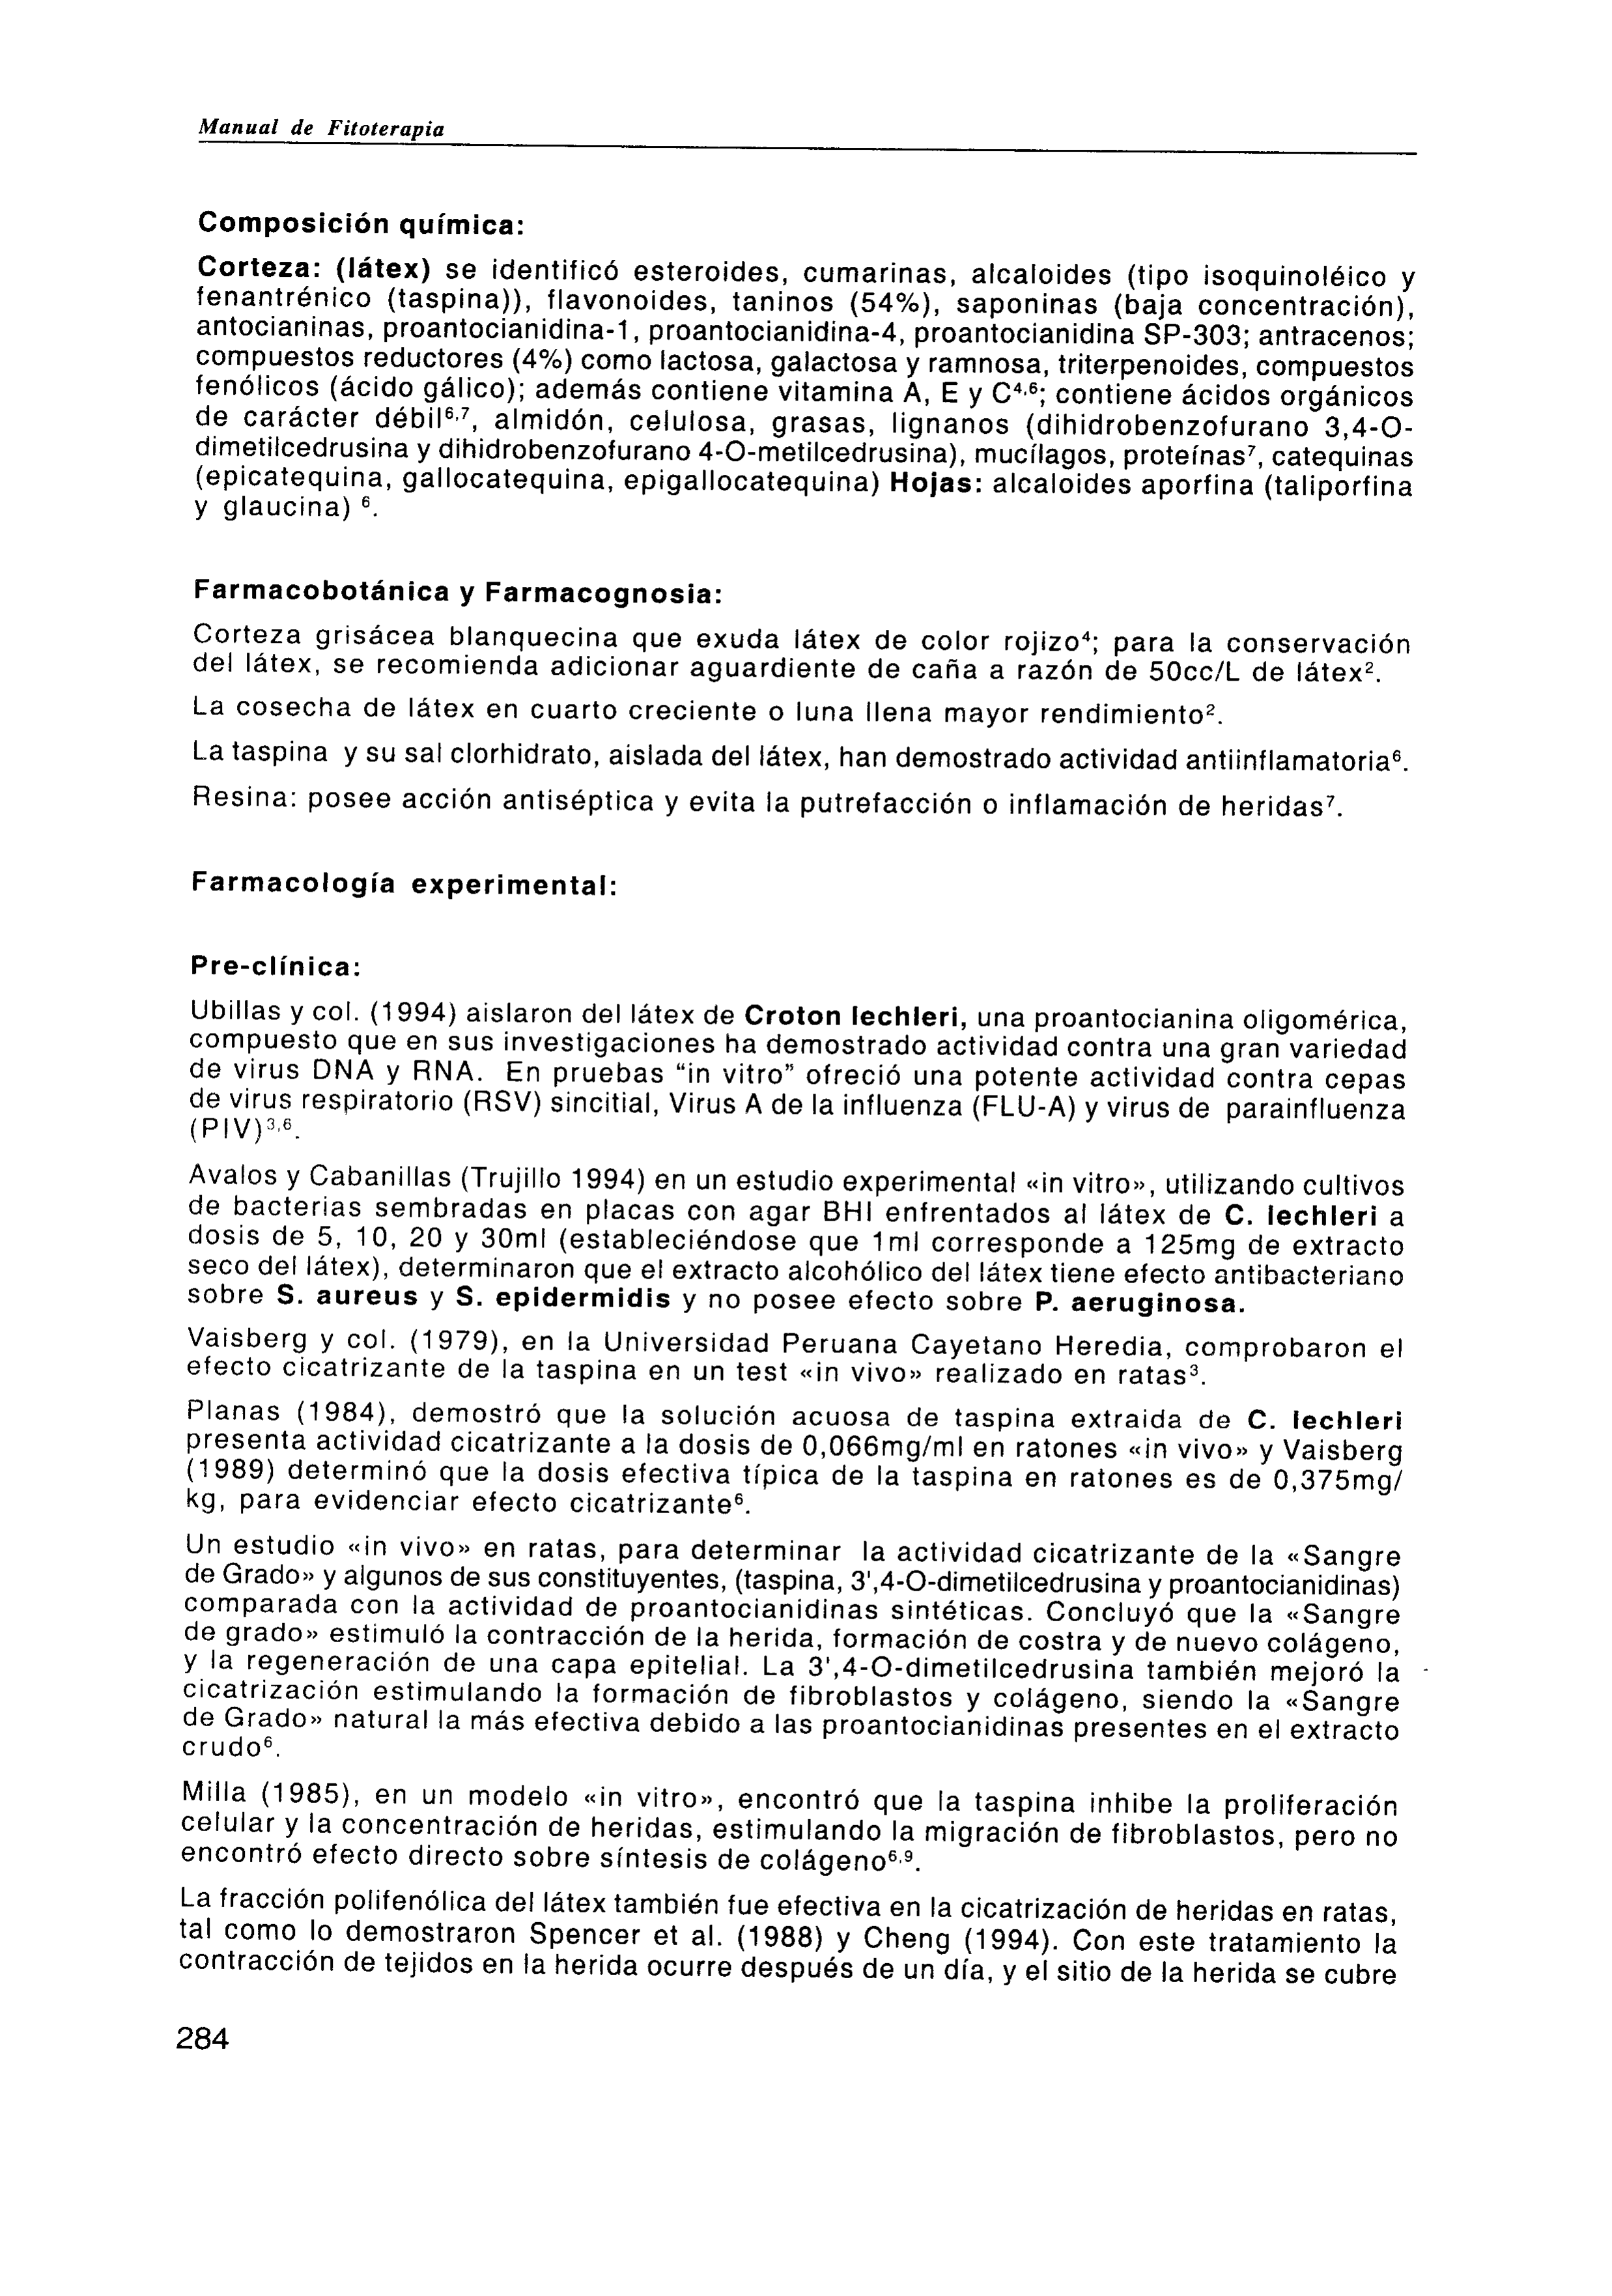 Manual de Fitoterapia
Composición química:
Corteza: (látex) se identificó esteroides, cumarinas, alcaloides (tipo isoquinoléico y
fenantrénico (taspina)), flavonoides, taninos (54%), saponinas (baja concentración),
antocianinas, proantocianidina-1, proantocianidina-4, proantocianidina SP-303; antracenos;
compuestos reductores (4%) como lactosa, galactosa y ramnosa, triterpenoides, compuestos
fenólicos (ácido gálico); además contiene vitamina A, E y C⁴,⁶; contiene ácidos orgánicos
de carácter débil⁶,⁷, almidón, celulosa, grasas, lignanos (dihidrobenzofurano 3,4-O-
dimetilcedrusina y dihidrobenzofurano 4-O-metilcedrusina), mucílagos, proteínas⁷, catequinas
(epicatequina, gallocatequina, epigallocatequina) Hojas: alcaloides aporfina (taliporfina
y glaucina) ⁶.
Farmacobotánica y Farmacognosia:
Corteza grisácea blanquecina que exuda látex de color rojizo⁴; para la conservación
del látex, se recomienda adicionar aguardiente de caña a razón de 50cc/L de látex².
La cosecha de látex en cuarto creciente o luna llena mayor rendimiento².
La taspina y su sal clorhidrato, aislada del látex, han demostrado actividad antiinflamatoria⁶.
Resina: posee acción antiséptica y evita la putrefacción o inflamación de heridas⁷.
Farmacología experimental:
Pre-clínica:
Ubillas y col. (1994) aislaron del látex de Croton lechleri, una proantocianina oligomérica,
compuesto que en sus investigaciones ha demostrado actividad contra una gran variedad
de virus DNA y RNA. En pruebas “in vitro” ofreció una potente actividad contra cepas
de virus respiratorio (RSV) sincitial, Virus A de la influenza (FLU-A) y virus de parainfluenza
(PIV)³,⁶.
Avalos y Cabanillas (Trujillo 1994) en un estudio experimental «in vitro», utilizando cultivos
de bacterias sembradas en placas con agar BHI enfrentados al látex de C. lechleri a
dosis de 5, 10, 20 y 30ml (estableciéndose que 1ml corresponde a 125mg de extracto
seco del látex), determinaron que el extracto alcohólico del látex tiene efecto antibacteriano
sobre S. aureus y S. epidermidis y no posee efecto sobre P. aeruginosa.
Vaisberg y col. (1979), en la Universidad Peruana Cayetano Heredia, comprobaron el
efecto cicatrizante de la taspina en un test «in vivo» realizado en ratas³.
Planas (1984), demostró que la solución acuosa de taspina extraida de C. lechleri
presenta actividad cicatrizante a la dosis de 0,066mg/ml en ratones «in vivo» y Vaisberg
(1989) determinó que la dosis efectiva típica de la taspina en ratones es de 0,375mg/
kg, para evidenciar efecto cicatrizante⁶.
Un estudio «in vivo» en ratas, para determinar la actividad cicatrizante de la «Sangre
de Grado» y algunos de sus constituyentes, (taspina, 3',4-O-dimetilcedrusina y proantocianidinas)
comparada con la actividad de proantocianidinas sintéticas. Concluyó que la «Sangre
de grado» estimuló la contracción de la herida, formación de costra y de nuevo colágeno,
y la regeneración de una capa epitelial. La 3',4-O-dimetilcedrusina también mejoró la
cicatrización estimulando la formación de fibroblastos y colágeno, siendo la «Sangre
de Grado» natural la más efectiva debido a las proantocianidinas presentes en el extracto
crudo⁶.
Milla (1985), en un modelo «in vitro», encontró que la taspina inhibe la proliferación
celular y la concentración de heridas, estimulando la migración de fibroblastos, pero no
encontró efecto directo sobre síntesis de colágeno⁶,⁹.
La fracción polifenólica del látex también fue efectiva en la cicatrización de heridas en ratas,
tal como lo demostraron Spencer et al. (1988) y Cheng (1994). Con este tratamiento la
contracción de tejidos en la herida ocurre después de un día, y el sitio de la herida se cubre
284